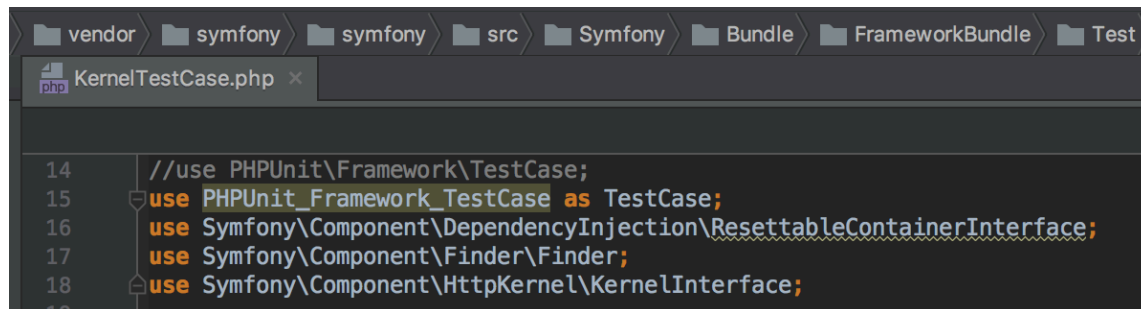 vendor symfony symfony src Symfony Bundle FrameworkBundle Test
php KernelTestCase.php ×
14 //use PHPUnit\Framework\TestCase;
15 use PHPUnit_Framework_TestCase as TestCase;
16 use Symfony\Component\DependencyInjection\ResettableContainerInterface;
17 use Symfony\Component\Finder\Finder;
18 use Symfony\Component\HttpKernel\KernelInterface;